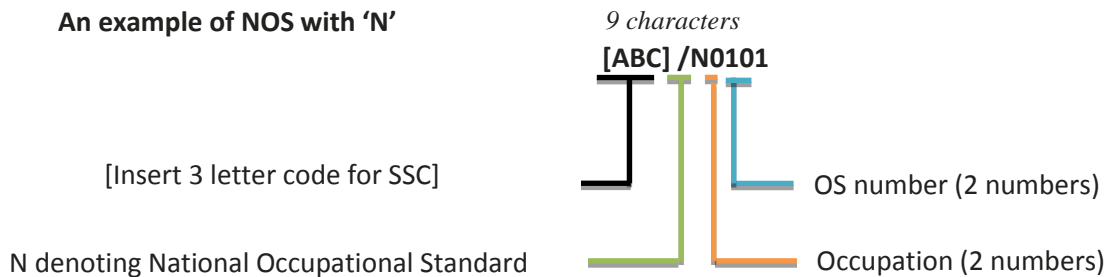 An example of NOS with ‘N’
9 characters
[ABC] /N0101
[Insert 3 letter code for SSC]
OS number (2 numbers)
N denoting National Occupational Standard
Occupation (2 numbers)